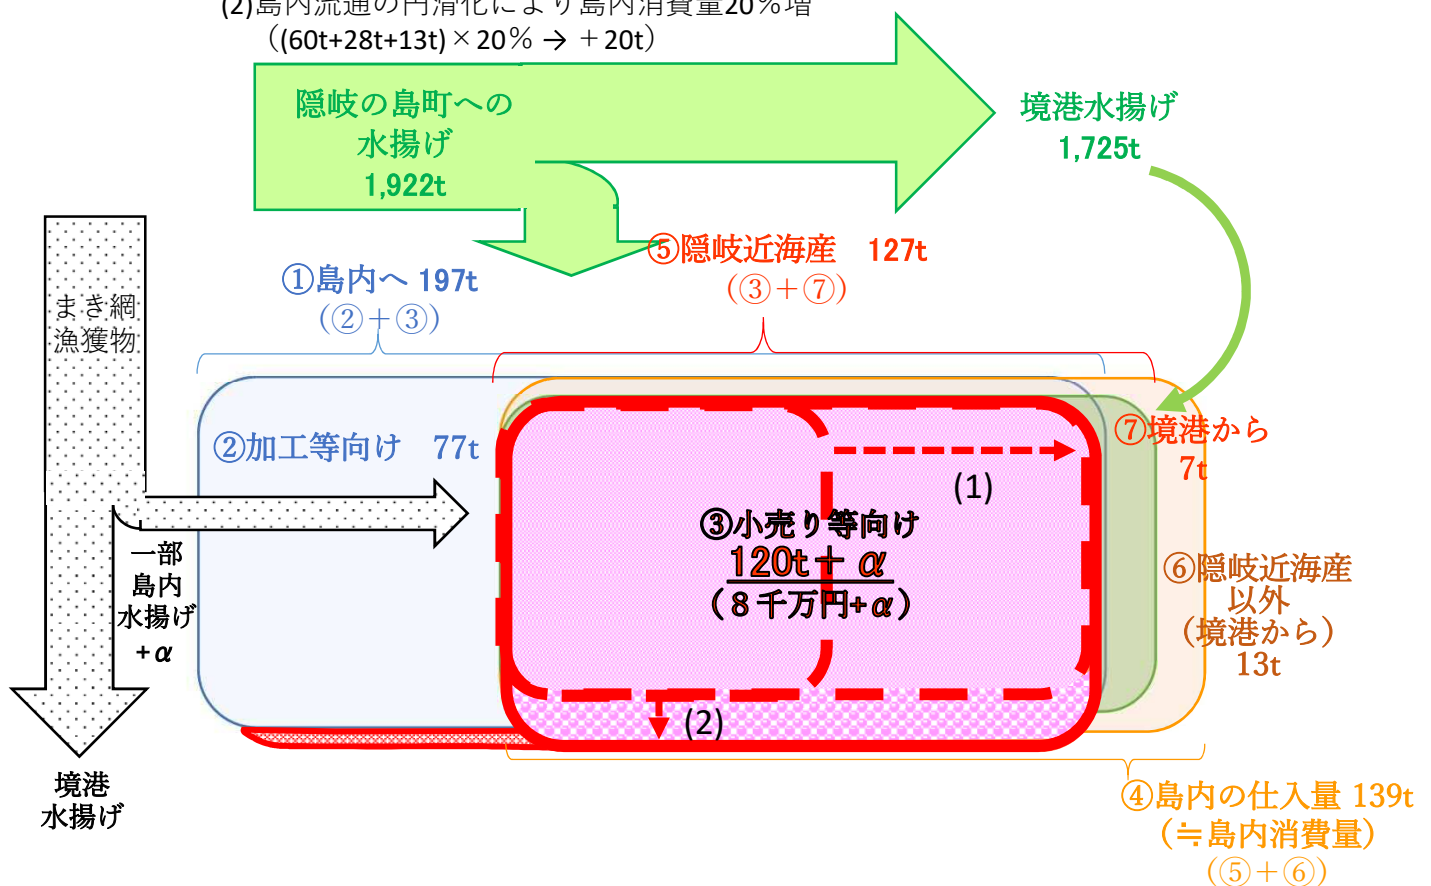 (2)島内流通の円滑化により島内消費量20％増
（(60t+28t+13t)×20％ → ＋20t）
隠岐の島町への
水揚げ
1,922t
境港水揚げ
1,725t
⑤隠岐近海産　127t
（③＋⑦）
①島内へ 197t
（②＋③）
まき網
漁獲物
②加工等向け　77t
⑦境港から
7t
(1)
③小売り等向け
120t＋α
（8千万円+α）
一部
島内
水揚げ
+α
⑥隠岐近海産
以外
（境港から）
13t
(2)
境港
水揚げ
④島内の仕入量 139t
（≒島内消費量）
（⑤＋⑥）